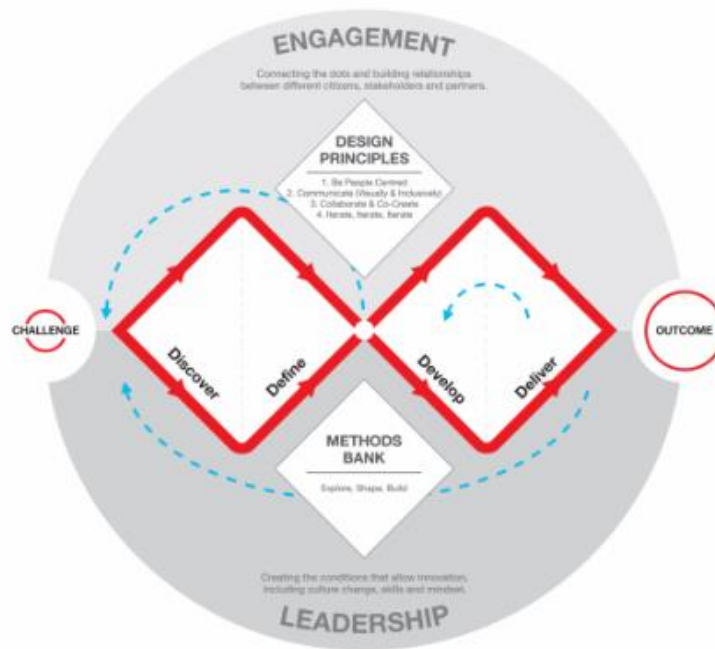 ENGAGEMENT
Connecting the dots and building relationships
between different citizens, stakeholders and partners.
DESIGN
PRINCIPLES
1. Be People Centred
2. Communicate (Visually & Inclusively)
3. Collaborate & Co-Create
4. Iterate, Iterate, Iterate
CHALLENGE
OUTCOME
Discover
Define
Develop
Deliver
METHODS
BANK
Explore, Shape, Build
Creating the conditions that allow innovation,
including culture change, skills and mindset.
LEADERSHIP